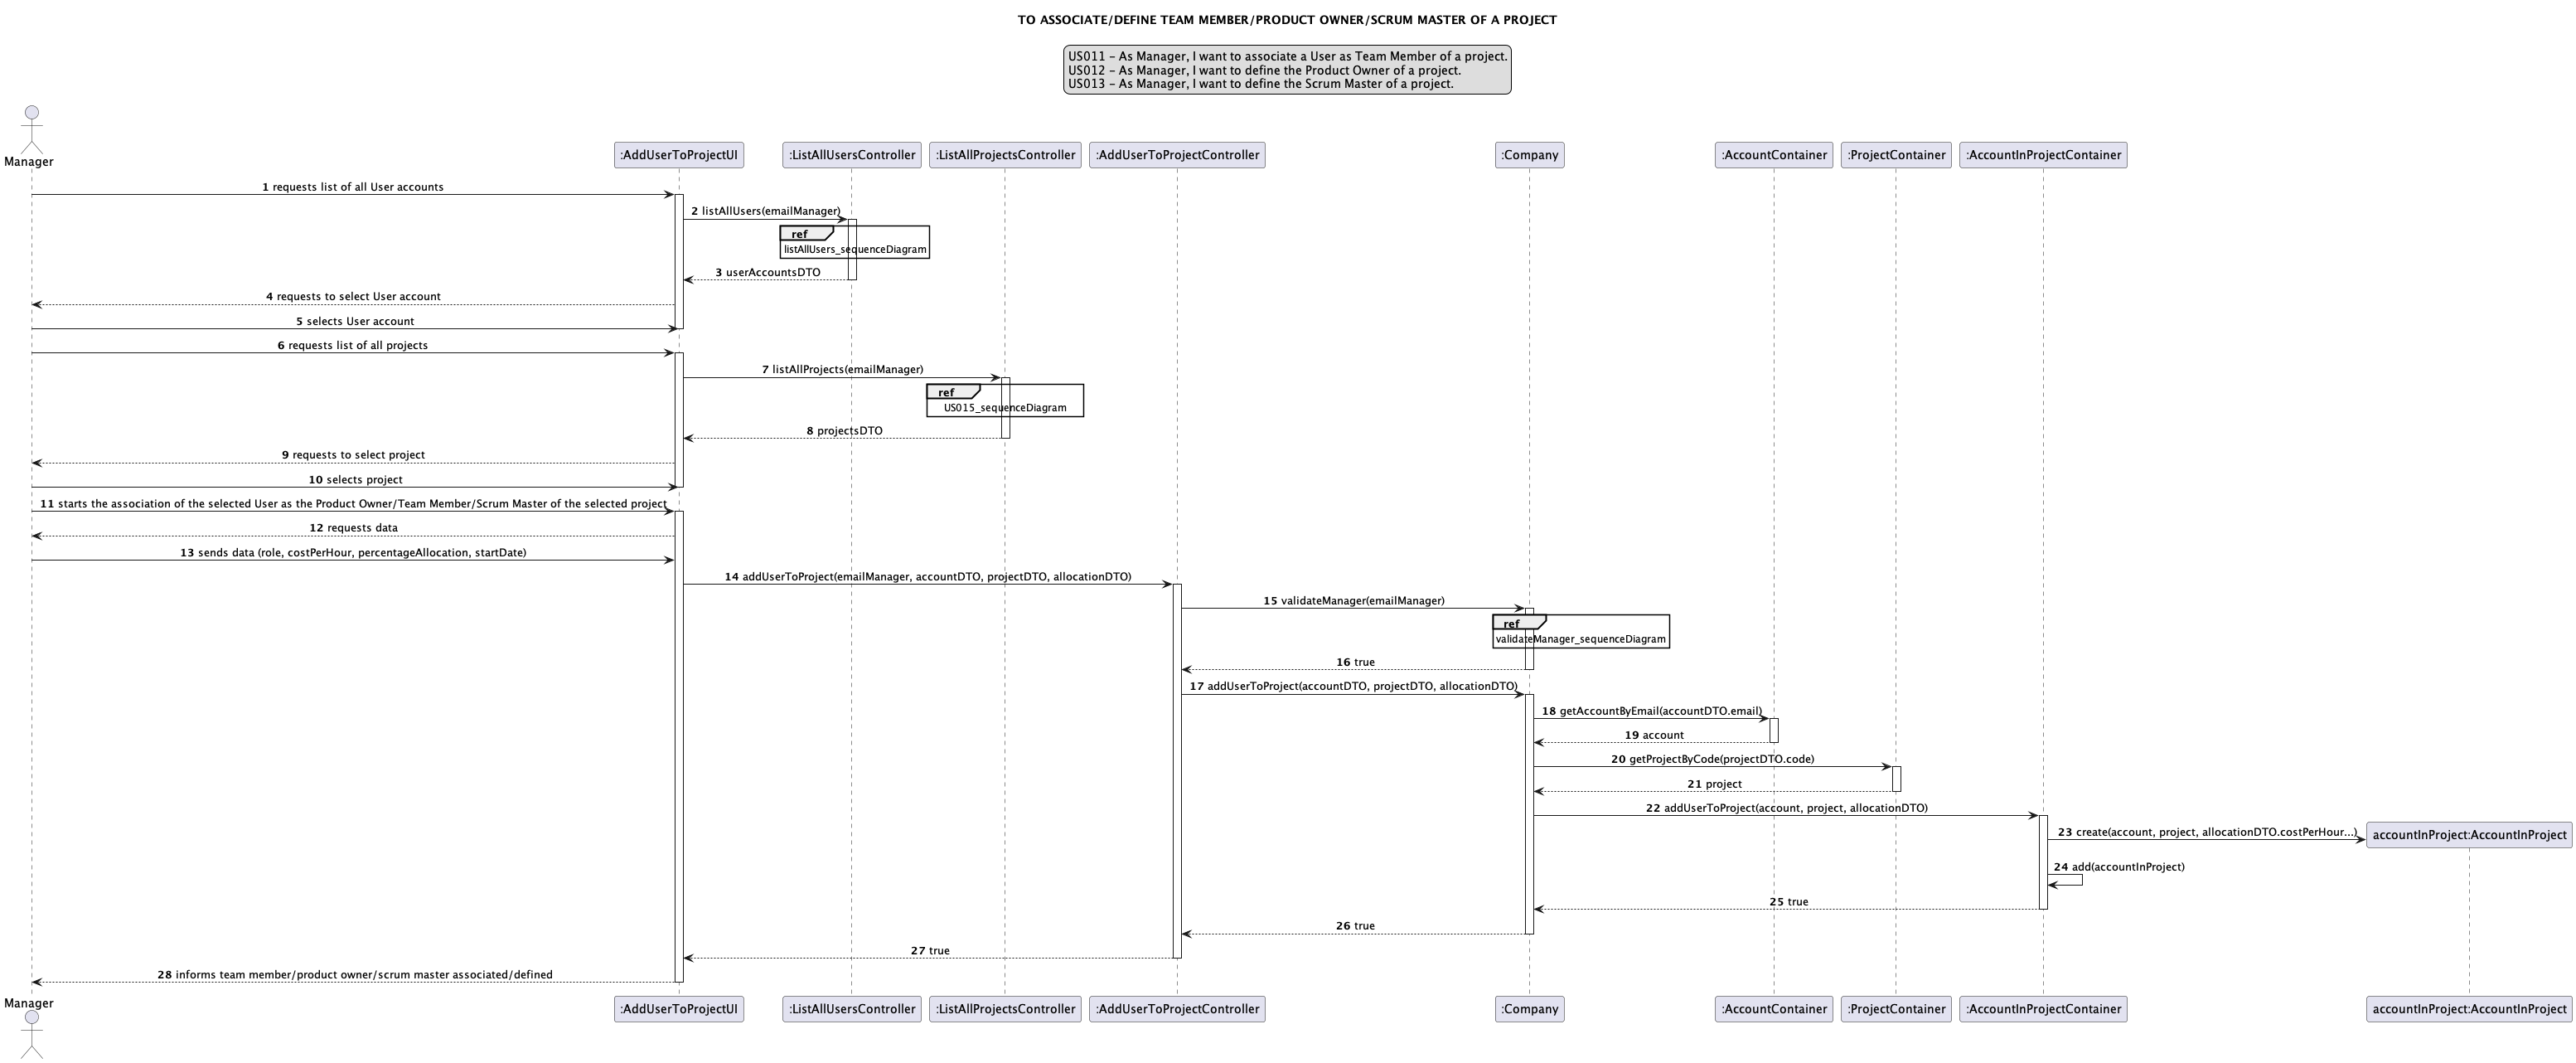 TO ASSOCIATE/DEFINE TEAM MEMBER/PRODUCT OWNER/SCRUM MASTER OF A PROJECT
US011 - As Manager, I want to associate a User as Team Member of a project.
US012 - As Manager, I want to define the Product Owner of a project.
US013 - As Manager, I want to define the Scrum Master of a project.
Manager
:AddUserToProjectUI
:ListAllUsersController
:ListAllProjectsController
:AddUserToProjectController
:Company
:AccountContainer
:ProjectContainer
:AccountInProjectContainer
1 requests list of all User accounts
2 listAllUsers(emailManager)
ref
listAllUsers_sequenceDiagram
3 userAccountsDTO
4 requests to select User account
5 selects User account
6 requests list of all projects
7 listAllProjects(emailManager)
ref
US015_sequenceDiagram
8 projectsDTO
9 requests to select project
10 selects project
11 starts the association of the selected User as the Product Owner/Team Member/Scrum Master of the selected project
12 requests data
13 sends data (role, costPerHour, percentageAllocation, startDate)
14 addUserToProject(emailManager, accountDTO, projectDTO, allocationDTO)
15 validateManager(emailManager)
ref
validateManager_sequenceDiagram
16 true
17 addUserToProject(accountDTO, projectDTO, allocationDTO)
18 getAccountByEmail(accountDTO.email)
19 account
20 getProjectByCode(projectDTO.code)
21 project
22 addUserToProject(account, project, allocationDTO)
23 create(account, project, allocationDTO.costPerHour...)
accountInProject:AccountInProject
24 add(accountInProject)
25 true
26 true
27 true
28 informs team member/product owner/scrum master associated/defined
Manager
:AddUserToProjectUI
:ListAllUsersController
:ListAllProjectsController
:AddUserToProjectController
:Company
:AccountContainer
:ProjectContainer
:AccountInProjectContainer
accountInProject:AccountInProject